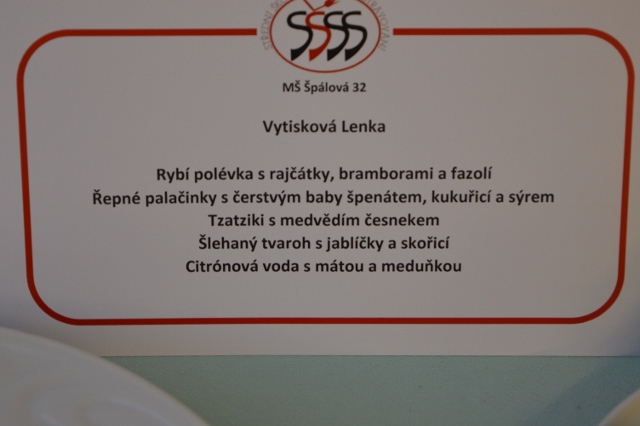 SŠSS
MŠ Špálová 32
Vytisková Lenka
Rybí polévka s rajčátky, bramborami a fazolí
Řepné palačinky s čerstvým baby špenátem, kukuřicí a sýrem
Tzatziki s medvědím česnekem
Šlehaný tvaroh s jablíčky a skořicí
Citrónová voda s mátou a meduňkou